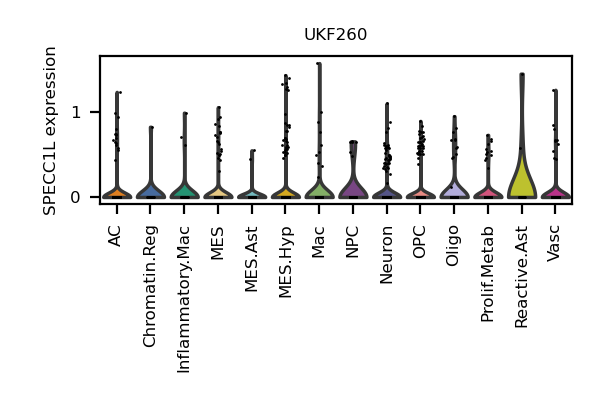 UKF260
SPECC1L expression
1
0
AC
Chromatin.Reg
Inflammatory.Mac
MES
MES.Ast
MES.Hyp
Mac
NPC
Neuron
OPC
Oligo
Prolif.Metab
Reactive.Ast
Vasc